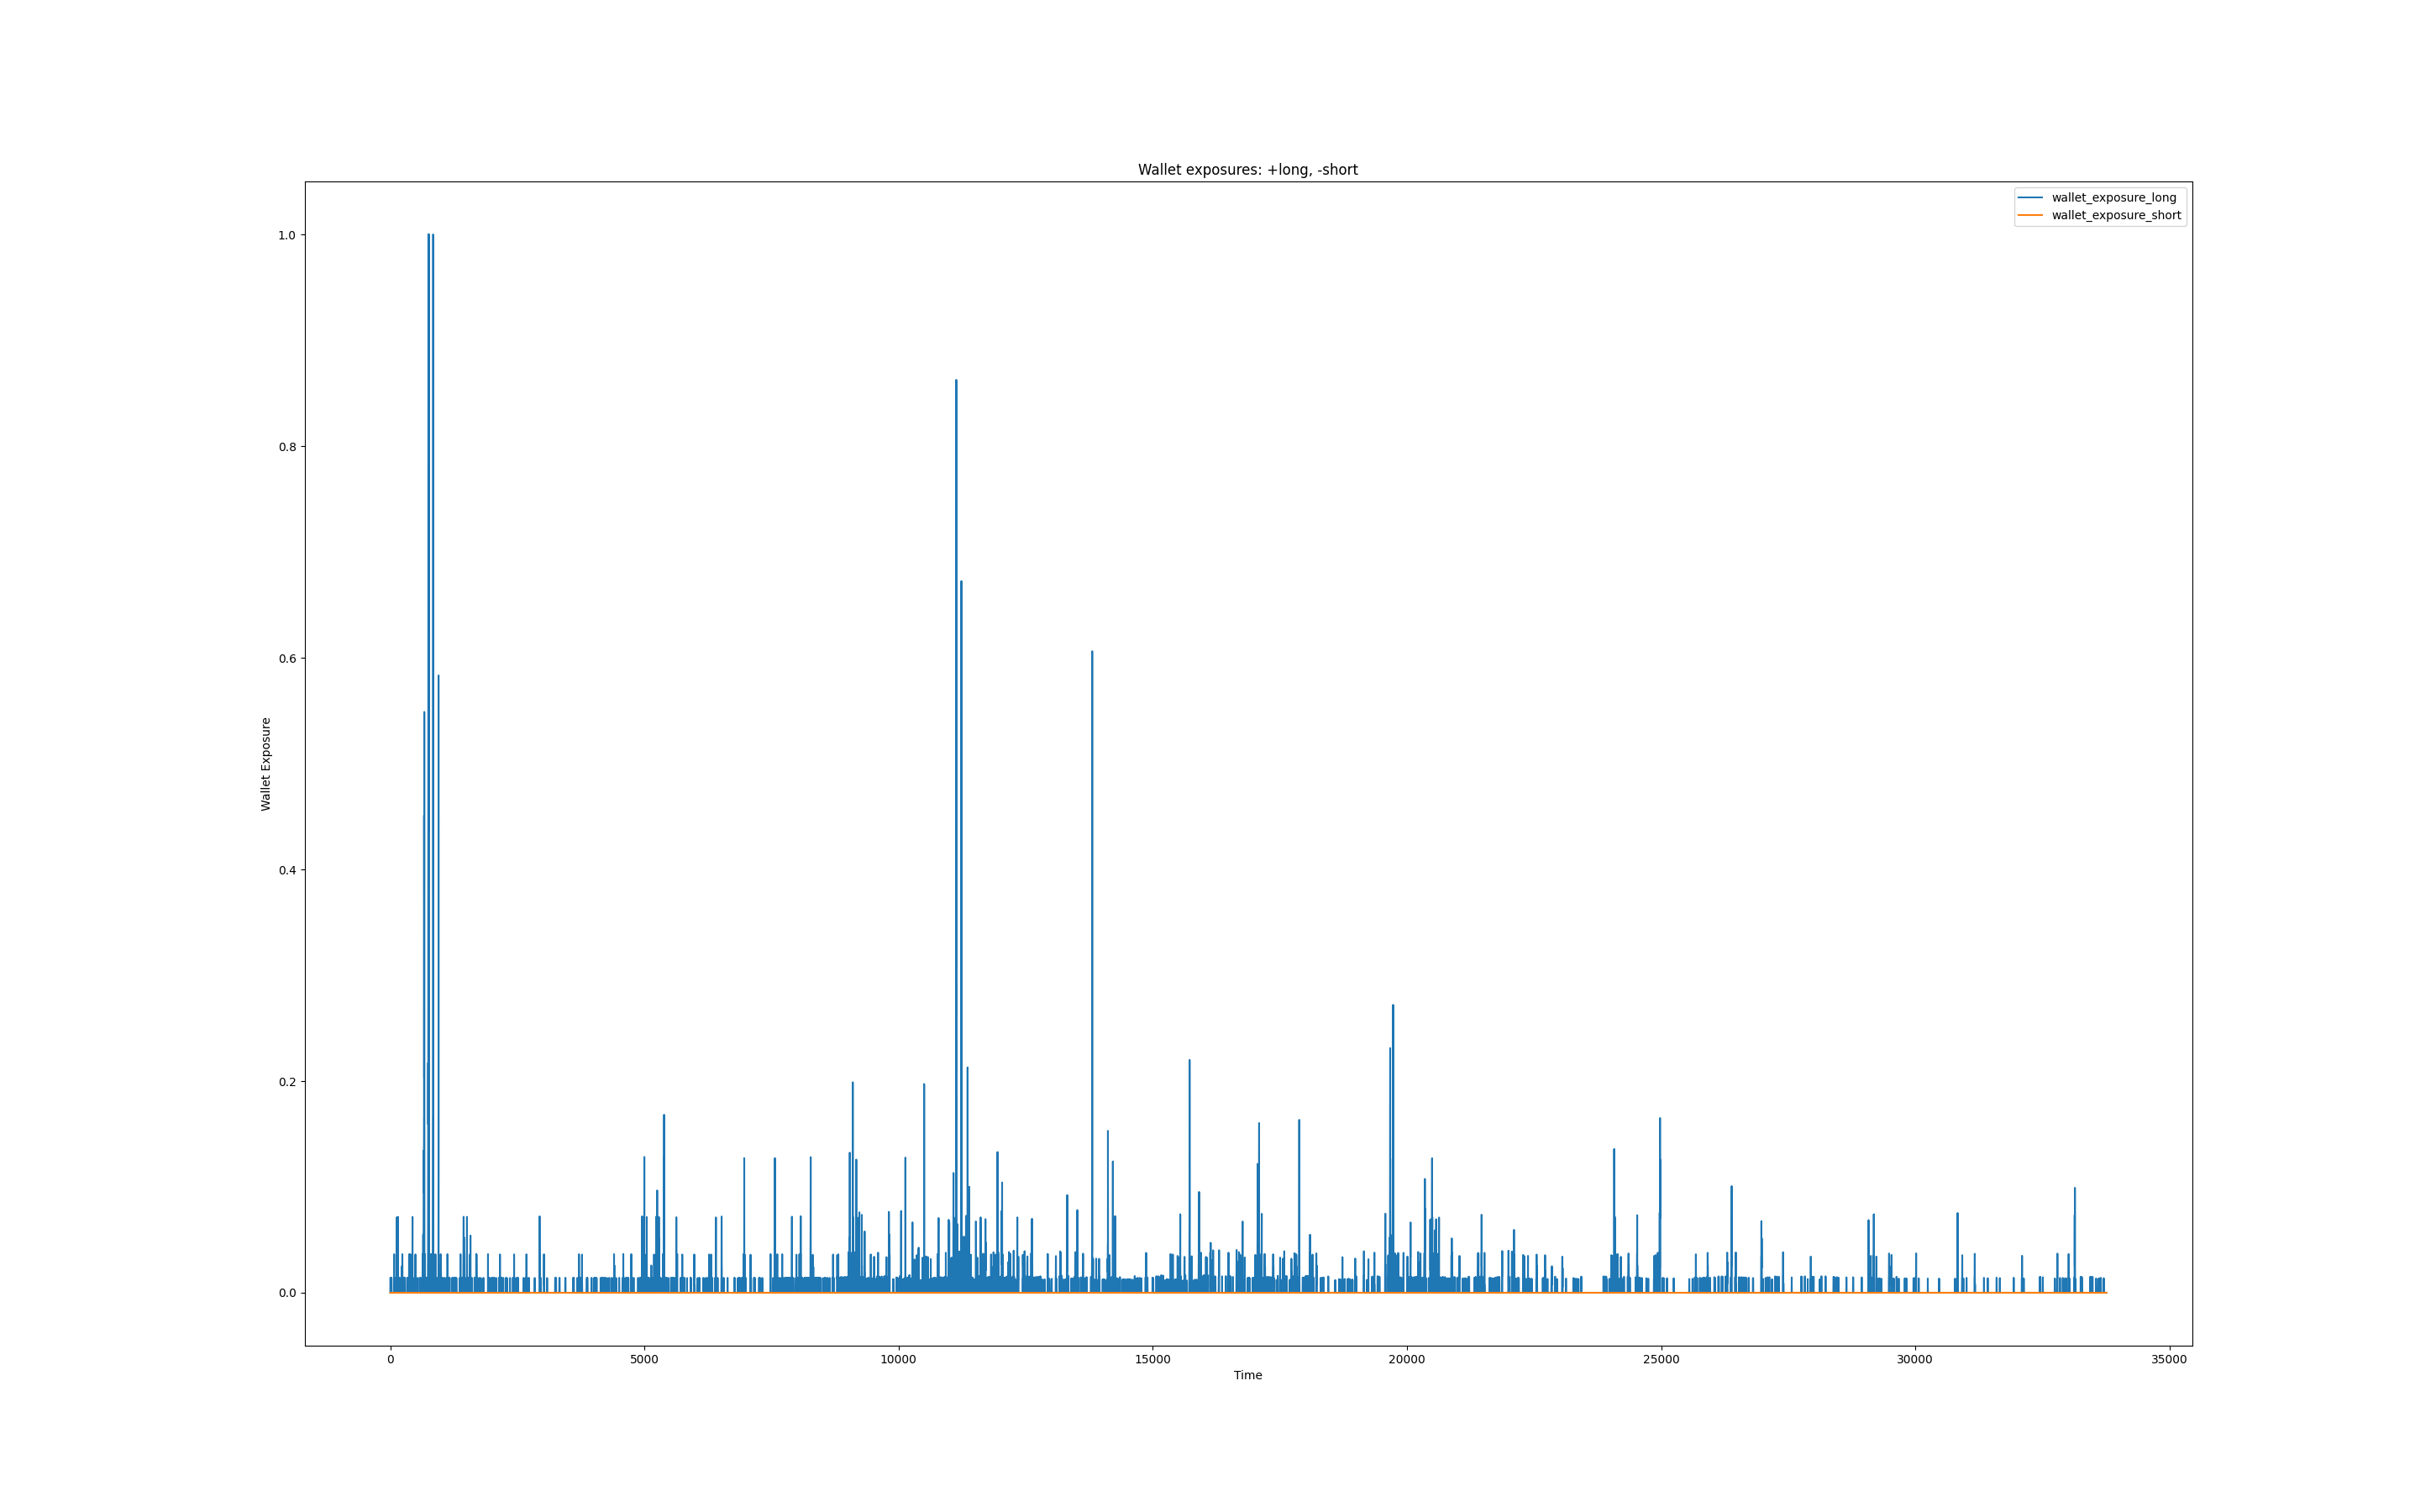 Wallet exposures: +long, -short
wallet_exposure_long
wallet_exposure_short
1.0
0.8
0.6
0.4
0.2
0.0
Wallet Exposure
0 5000 10000 15000 20000 25000 30000 35000
Time